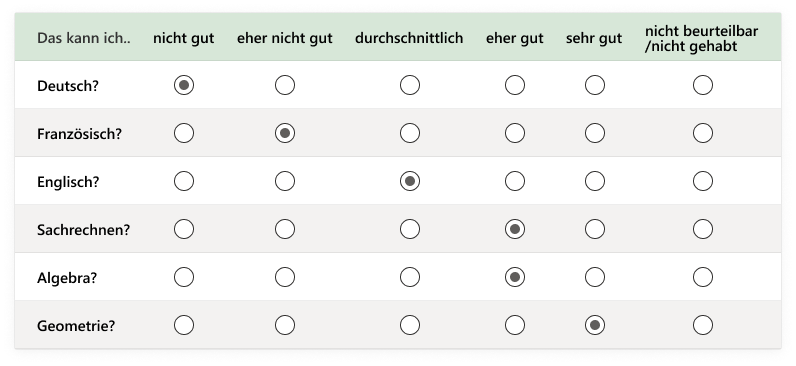 Das kann ich.. nicht gut eher nicht gut durchschnittlich eher gut sehr gut nicht beurteilbar
/nicht gehabt
Deutsch?
Französisch?
Englisch?
Sachrechnen?
Algebra?
Geometrie?